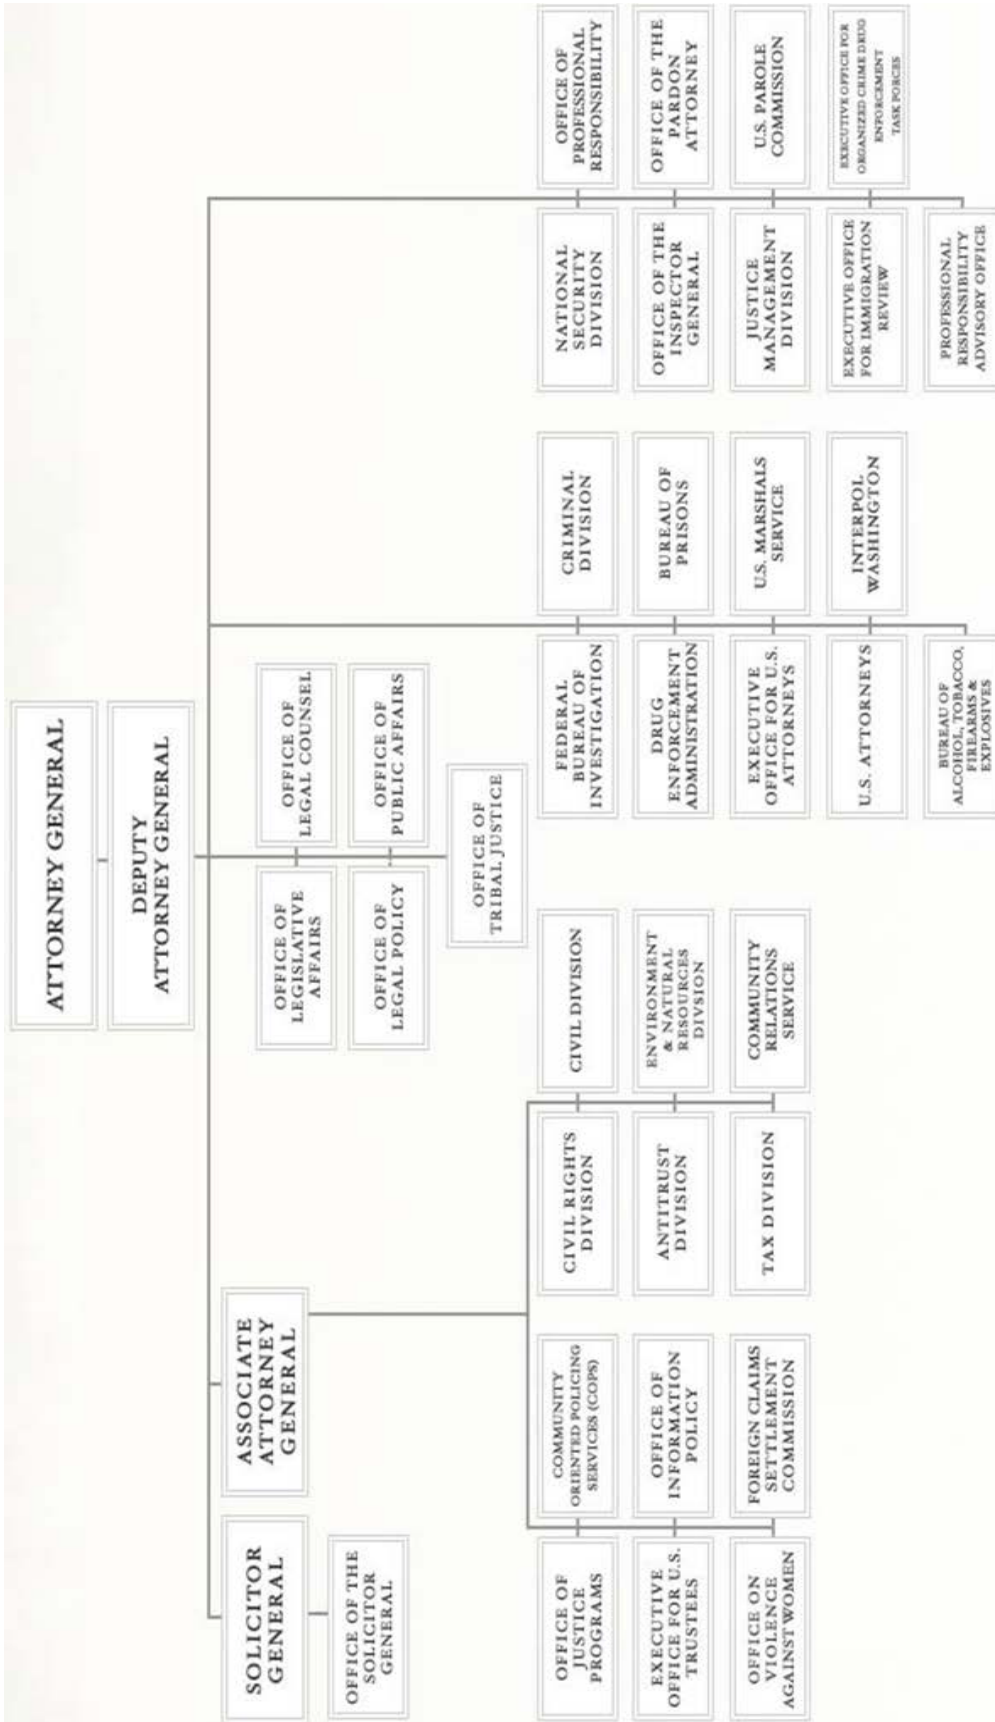 ATTORNEY GENERAL
DEPUTY
ATTORNEY GENERAL
SOLICITOR
GENERAL
OFFICE OF THE
SOLICITOR
GENERAL
ASSOCIATE
ATTORNEY
GENERAL
OFFICE OF
LEGISLATIVE
AFFAIRS
OFFICE OF
LEGAL COUNSEL
OFFICE OF
LEGAL POLICY
OFFICE OF
PUBLIC AFFAIRS
OFFICE OF
TRIBAL JUSTICE
OFFICE OF
JUSTICE
PROGRAMS
COMMUNITY
ORIENTED POLICING
SERVICES (COPS)
EXECUTIVE
OFFICE FOR U.S.
TRUSTEES
OFFICE OF
INFORMATION
POLICY
OFFICE ON
VIOLENCE
AGAINST WOMEN
FOREIGN CLAIMS
SETTLEMENT
COMMISSION
CIVIL RIGHTS
DIVISION
CIVIL DIVISION
ANTITRUST
DIVISION
ENVIRONMENT
& NATURAL
RESOURCES
DIVSION
TAX DIVISION
COMMUNITY
RELATIONS
SERVICE
FEDERAL
BUREAU OF
INVESTIGATION
CRIMINAL
DIVISION
DRUG
ENFORCEMENT
ADMINISTRATION
BUREAU OF
PRISONS
EXECUTIVE
OFFICE FOR U.S.
ATTORNEYS
U.S. MARSHALS
SERVICE
U.S. ATTORNEYS
INTERPOL
WASHINGTON
BUREAU OF
ALCOHOL, TOBACCO,
FIREARMS &
EXPLOSIVES
NATIONAL
SECURITY
DIVISION
OFFICE OF
PROFESSIONAL
RESPONSIBILITY
OFFICE OF THE
INSPECTOR
GENERAL
OFFICE OF THE
PARDON
ATTORNEY
JUSTICE
MANAGEMENT
DIVISION
U.S. PAROLE
COMMISSION
EXECUTIVE OFFICE
FOR IMMIGRATION
REVIEW
EXECUTIVE OFFICE FOR
ORGANIZED CRIME DRUG
ENFORCEMENT
TASK FORCES
PROFESSIONAL
RESPONSIBILITY
ADVISORY OFFICE